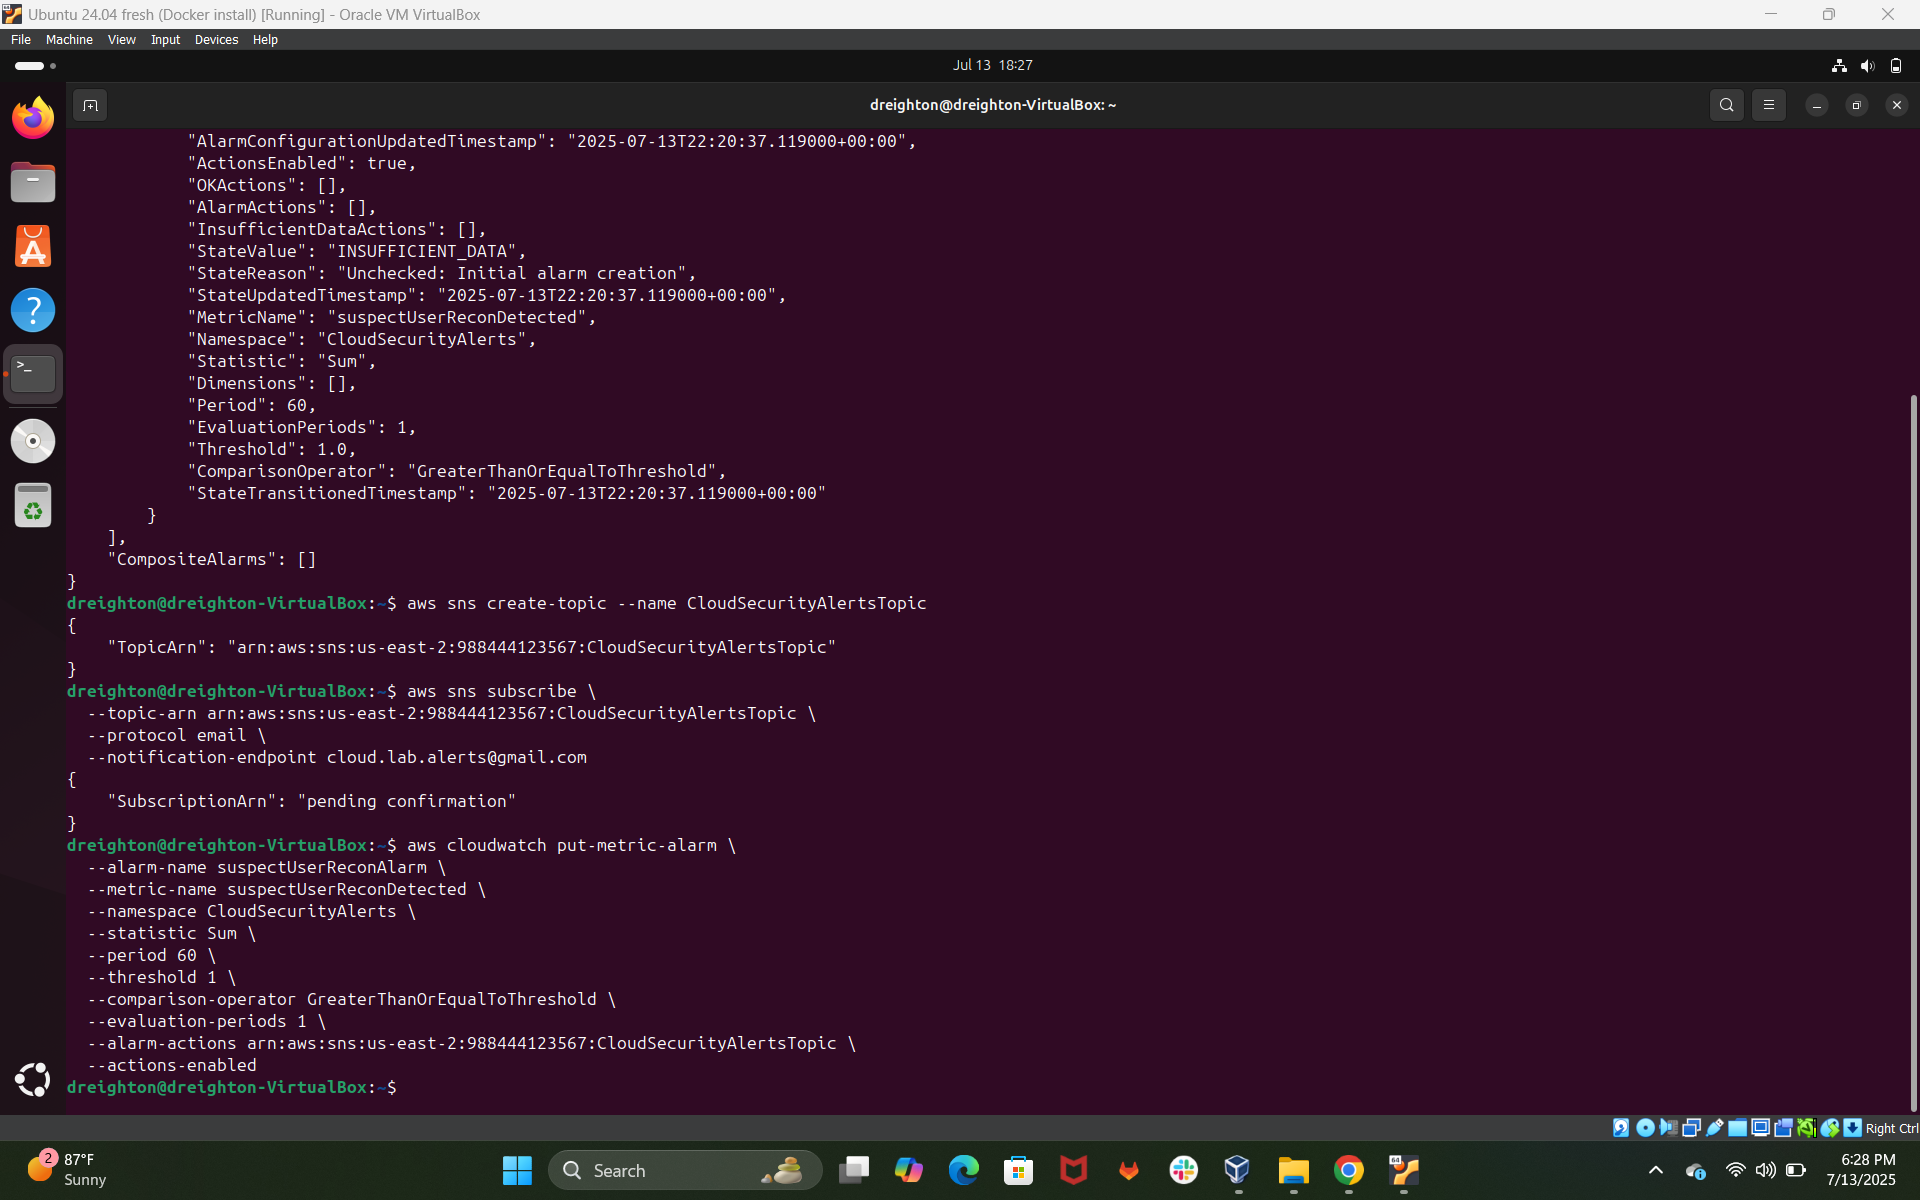 Ubuntu 24.04 fresh (Docker install) [Running] - Oracle VM VirtualBox
File Machine View Input Devices Help
Jul 13 18:27
dreighton@dreighton-VirtualBox: ~
            "AlarmConfigurationUpdatedTimestamp": "2025-07-13T22:20:37.119000+00:00",
            "ActionsEnabled": true,
            "OKActions": [],
            "AlarmActions": [],
            "InsufficientDataActions": [],
            "StateValue": "INSUFFICIENT_DATA",
            "StateReason": "Unchecked: Initial alarm creation",
            "StateUpdatedTimestamp": "2025-07-13T22:20:37.119000+00:00",
            "MetricName": "suspectUserReconDetected",
            "Namespace": "CloudSecurityAlerts",
            "Statistic": "Sum",
            "Dimensions": [],
            "Period": 60,
            "EvaluationPeriods": 1,
            "Threshold": 1.0,
            "ComparisonOperator": "GreaterThanOrEqualToThreshold",
            "StateTransitionedTimestamp": "2025-07-13T22:20:37.119000+00:00"
        }
    ],
    "CompositeAlarms": []
}
dreighton@dreighton-VirtualBox:~$ aws sns create-topic --name CloudSecurityAlertsTopic
{
    "TopicArn": "arn:aws:sns:us-east-2:988444123567:CloudSecurityAlertsTopic"
}
dreighton@dreighton-VirtualBox:~$ aws sns subscribe \
  --topic-arn arn:aws:sns:us-east-2:988444123567:CloudSecurityAlertsTopic \
  --protocol email \
  --notification-endpoint cloud.lab.alerts@gmail.com
{
    "SubscriptionArn": "pending confirmation"
}
dreighton@dreighton-VirtualBox:~$ aws cloudwatch put-metric-alarm \
  --alarm-name suspectUserReconAlarm \
  --metric-name suspectUserReconDetected \
  --namespace CloudSecurityAlerts \
  --statistic Sum \
  --period 60 \
  --threshold 1 \
  --comparison-operator GreaterThanOrEqualToThreshold \
  --evaluation-periods 1 \
  --alarm-actions arn:aws:sns:us-east-2:988444123567:CloudSecurityAlertsTopic \
  --actions-enabled
dreighton@dreighton-VirtualBox:~$
Right Ctrl
2
87°F
Sunny
Search
64
6:28 PM
7/13/2025